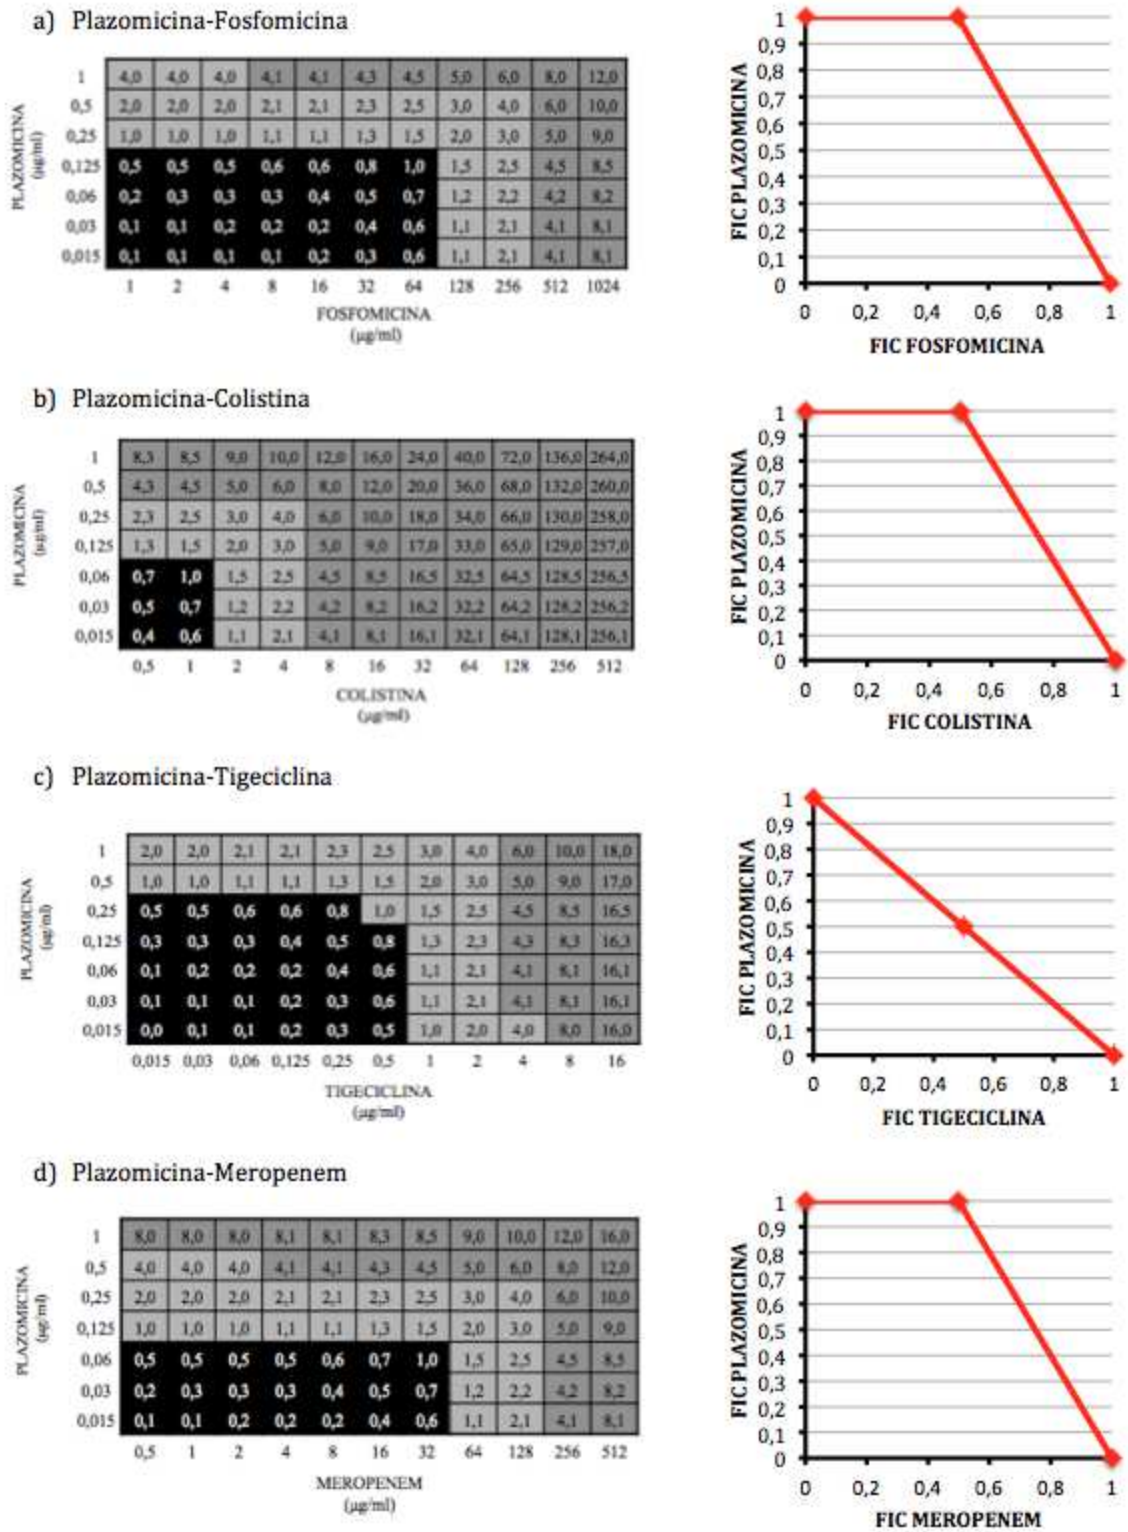 a) Plazomicina-Fosfomicina
PLAZOMICINA
(µg/ml)
1 4,0 4,0 4,0 4,1 4,1 4,3 4,5 5,0 6,0 8,0 12,0
0,5 2,0 2,0 2,0 2,1 2,1 2,3 2,5 3,0 4,0 6,0 10,0
0,25 1,0 1,0 1,0 1,1 1,1 1,3 1,5 2,0 3,0 5,0 9,0
0,125 0,5 0,5 0,5 0,6 0,6 0,8 1,0 1,5 2,5 4,5 8,5
0,06 0,2 0,3 0,3 0,3 0,4 0,5 0,7 1,2 2,2 4,2 8,2
0,03 0,1 0,1 0,2 0,2 0,2 0,4 0,6 1,1 2,1 4,1 8,1
0,015 0,1 0,1 0,1 0,1 0,2 0,3 0,6 1,1 2,1 4,1 8,1
1 2 4 8 16 32 64 128 256 512 1024
FOSFOMICINA
(µg/ml)
FIC PLAZOMICINA
1
0,9
0,8
0,7
0,6
0,5
0,4
0,3
0,2
0,1
0
0 0,2 0,4 0,6 0,8 1
FIC FOSFOMICINA
b) Plazomicina-Colistina
PLAZOMICINA
(µg/ml)
1 8,3 8,5 9,0 10,0 12,0 16,0 24,0 40,0 72,0 136,0 264,0
0,5 4,3 4,5 5,0 6,0 8,0 12,0 20,0 36,0 68,0 132,0 260,0
0,25 2,3 2,5 3,0 4,0 6,0 10,0 18,0 34,0 66,0 130,0 258,0
0,125 1,3 1,5 2,0 3,0 5,0 9,0 17,0 33,0 65,0 129,0 257,0
0,06 0,7 1,0 1,5 2,5 4,5 8,5 16,5 32,5 64,5 128,5 256,5
0,03 0,5 0,7 1,2 2,2 4,2 8,2 16,2 32,2 64,2 128,2 256,2
0,015 0,4 0,6 1,1 2,1 4,1 8,1 16,1 32,1 64,1 128,1 256,1
0,5 1 2 4 8 16 32 64 128 256 512
COLISTINA
(µg/ml)
FIC PLAZOMICINA
1
0,9
0,8
0,7
0,6
0,5
0,4
0,3
0,2
0,1
0
0 0,2 0,4 0,6 0,8 1
FIC COLISTINA
c) Plazomicina-Tigeciclina
PLAZOMICINA
(µg/ml)
1 2,0 2,0 2,1 2,1 2,3 2,5 3,0 4,0 6,0 10,0 18,0
0,5 1,0 1,0 1,1 1,1 1,3 1,5 2,0 3,0 5,0 9,0 17,0
0,25 0,5 0,5 0,6 0,6 0,8 1,0 1,5 2,5 4,5 8,5 16,5
0,125 0,3 0,3 0,3 0,4 0,5 0,8 1,3 2,3 4,3 8,3 16,3
0,06 0,1 0,2 0,2 0,2 0,4 0,6 1,1 2,1 4,1 8,1 16,1
0,03 0,1 0,1 0,1 0,2 0,3 0,6 1,1 2,1 4,1 8,1 16,1
0,015 0,0 0,1 0,1 0,2 0,3 0,5 1,0 2,0 4,0 8,0 16,0
0,015 0,03 0,06 0,125 0,25 0,5 1 2 4 8 16
TIGECICLINA
(µg/ml)
FIC PLAZOMICINA
1
0,9
0,8
0,7
0,6
0,5
0,4
0,3
0,2
0,1
0
0 0,2 0,4 0,6 0,8 1
FIC TIGECICLINA
d) Plazomicina-Meropenem
PLAZOMICINA
(µg/ml)
1 8,0 8,0 8,0 8,1 8,1 8,3 8,5 9,0 10,0 12,0 16,0
0,5 4,0 4,0 4,0 4,1 4,1 4,3 4,5 5,0 6,0 8,0 12,0
0,25 2,0 2,0 2,0 2,1 2,1 2,3 2,5 3,0 4,0 6,0 10,0
0,125 1,0 1,0 1,0 1,1 1,1 1,3 1,5 2,0 3,0 5,0 9,0
0,06 0,5 0,5 0,5 0,5 0,6 0,7 1,0 1,5 2,5 4,5 8,5
0,03 0,2 0,3 0,3 0,3 0,4 0,5 0,7 1,2 2,2 4,2 8,2
0,015 0,1 0,1 0,2 0,2 0,2 0,4 0,6 1,1 2,1 4,1 8,1
0,5 1 2 4 8 16 32 64 128 256 512
MEROPENEM
(µg/ml)
FIC PLAZOMICINA
1
0,9
0,8
0,7
0,6
0,5
0,4
0,3
0,2
0,1
0
0 0,2 0,4 0,6 0,8 1
FIC MEROPENEM